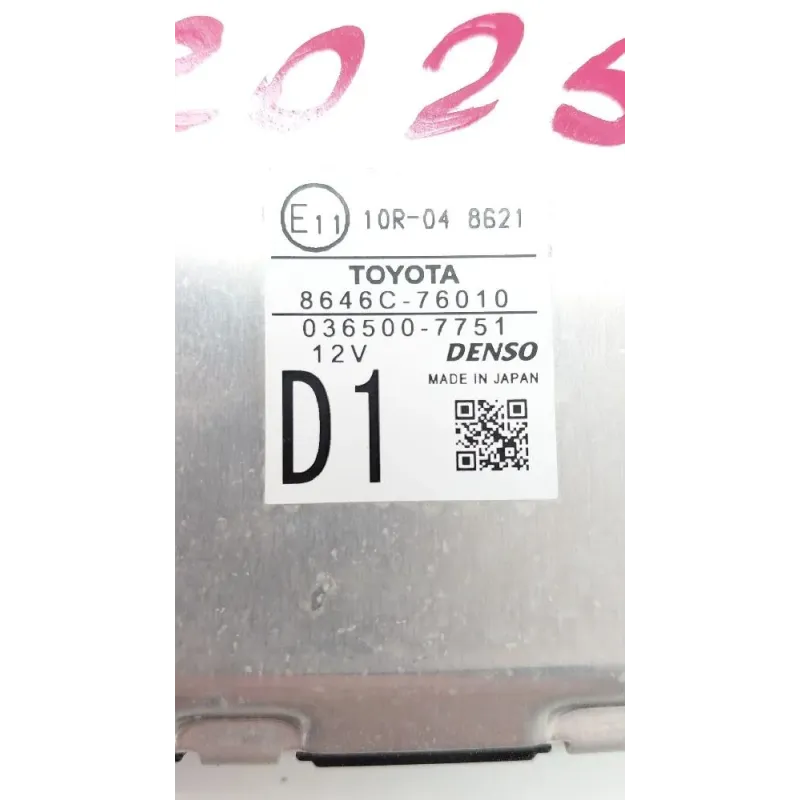 2025
E11 10R-04 8621
TOYOTA
8646C-76010
036500-7751
12V DENSO
MADE IN JAPAN
D1